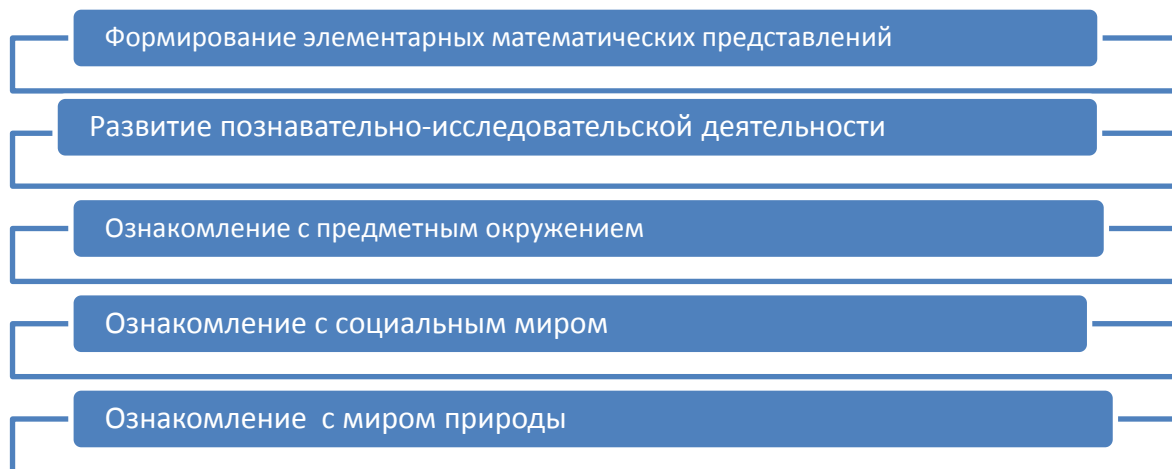 Формирование элементарных математических представлений
Развитие познавательно-исследовательской деятельности
Ознакомление с предметным окружением
Ознакомление с социальным миром
Ознакомление  с миром природы